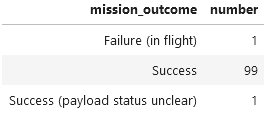 mission_outcome number
Failure (in flight) 1
Success 99
Success (payload status unclear) 1